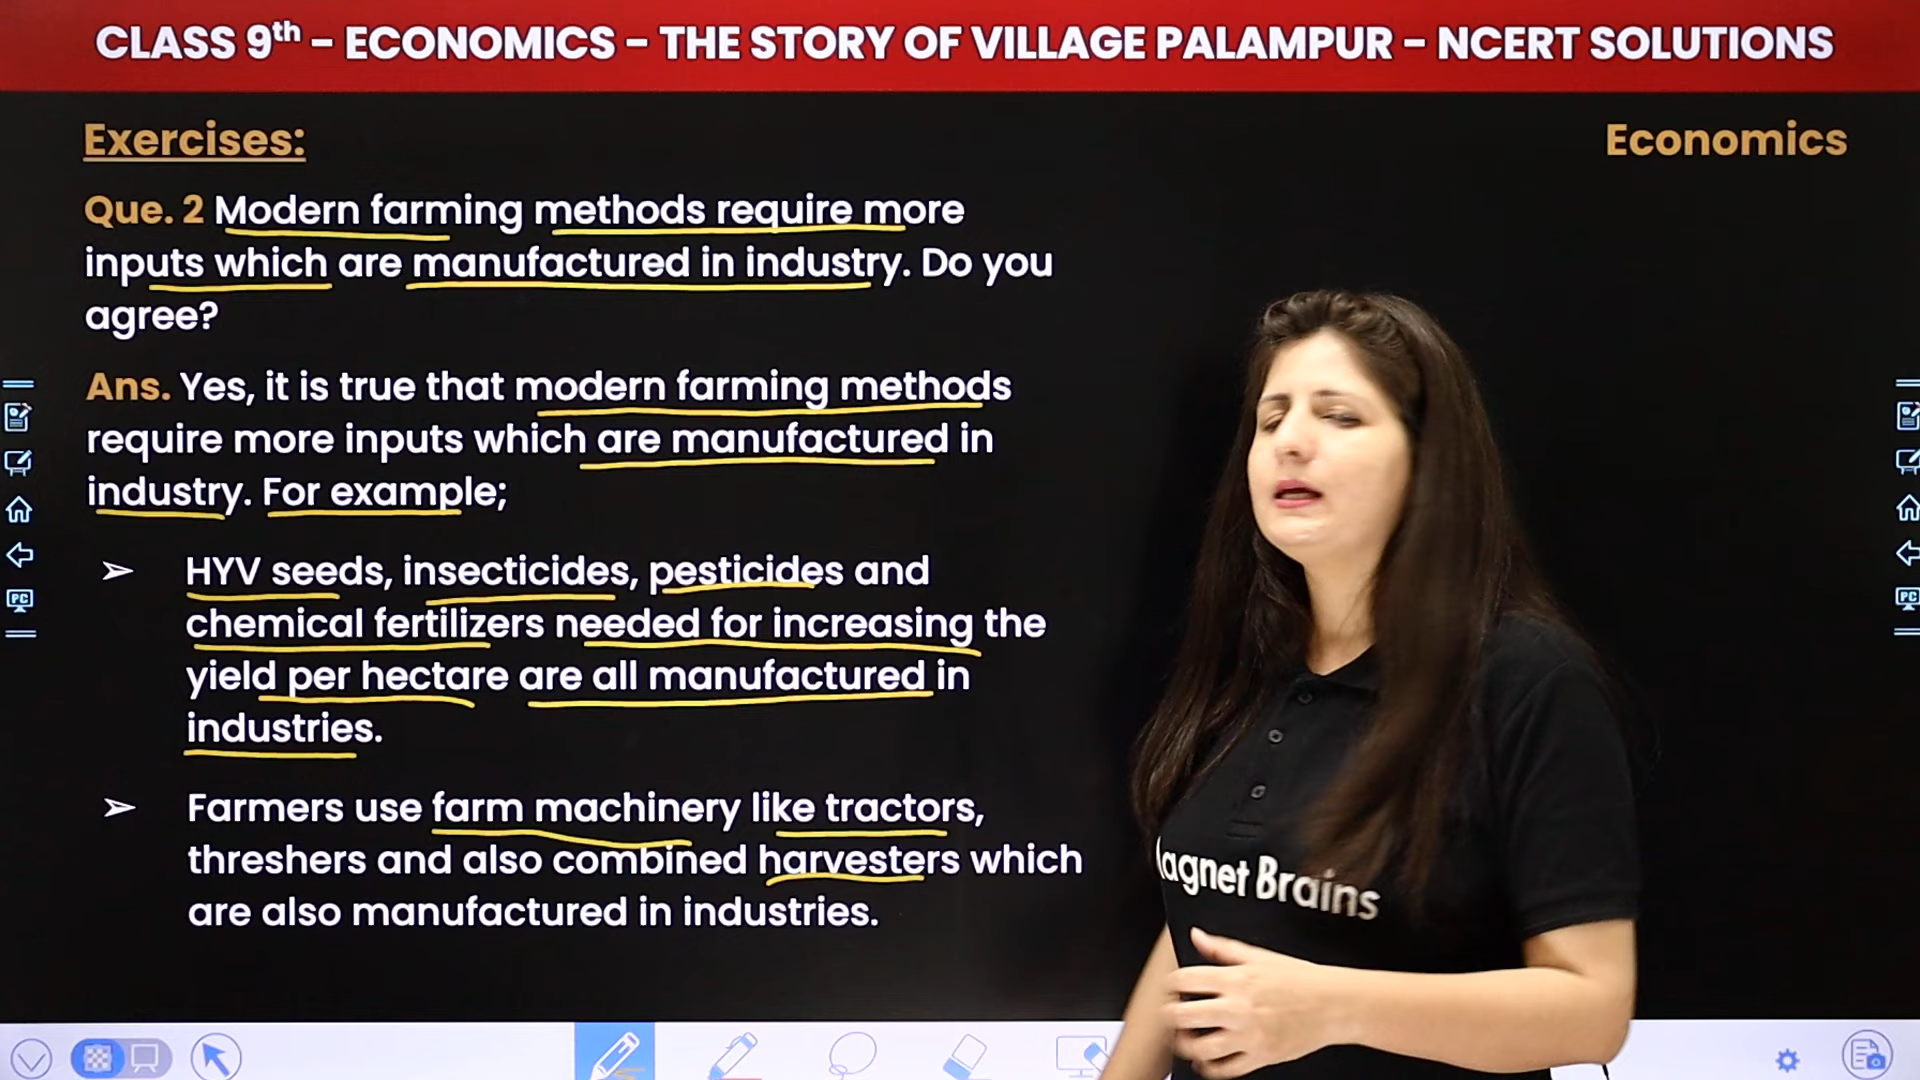 CLASS 9th - ECONOMICS - THE STORY OF VILLAGE PALAMPUR - NCERT SOLUTIONS
Exercises:
Economics
Que. 2 Modern farming methods require more
inputs which are manufactured in industry. Do you
agree?
Ans. Yes, it is true that modern farming methods
require more inputs which are manufactured in
industry. For example;
➢ HYV seeds, insecticides, pesticides and
chemical fertilizers needed for increasing the
yield per hectare are all manufactured in
industries.
➢ Farmers use farm machinery like tractors,
threshers and also combined harvesters which
are also manufactured in industries.
agnet Brains
PC
PC